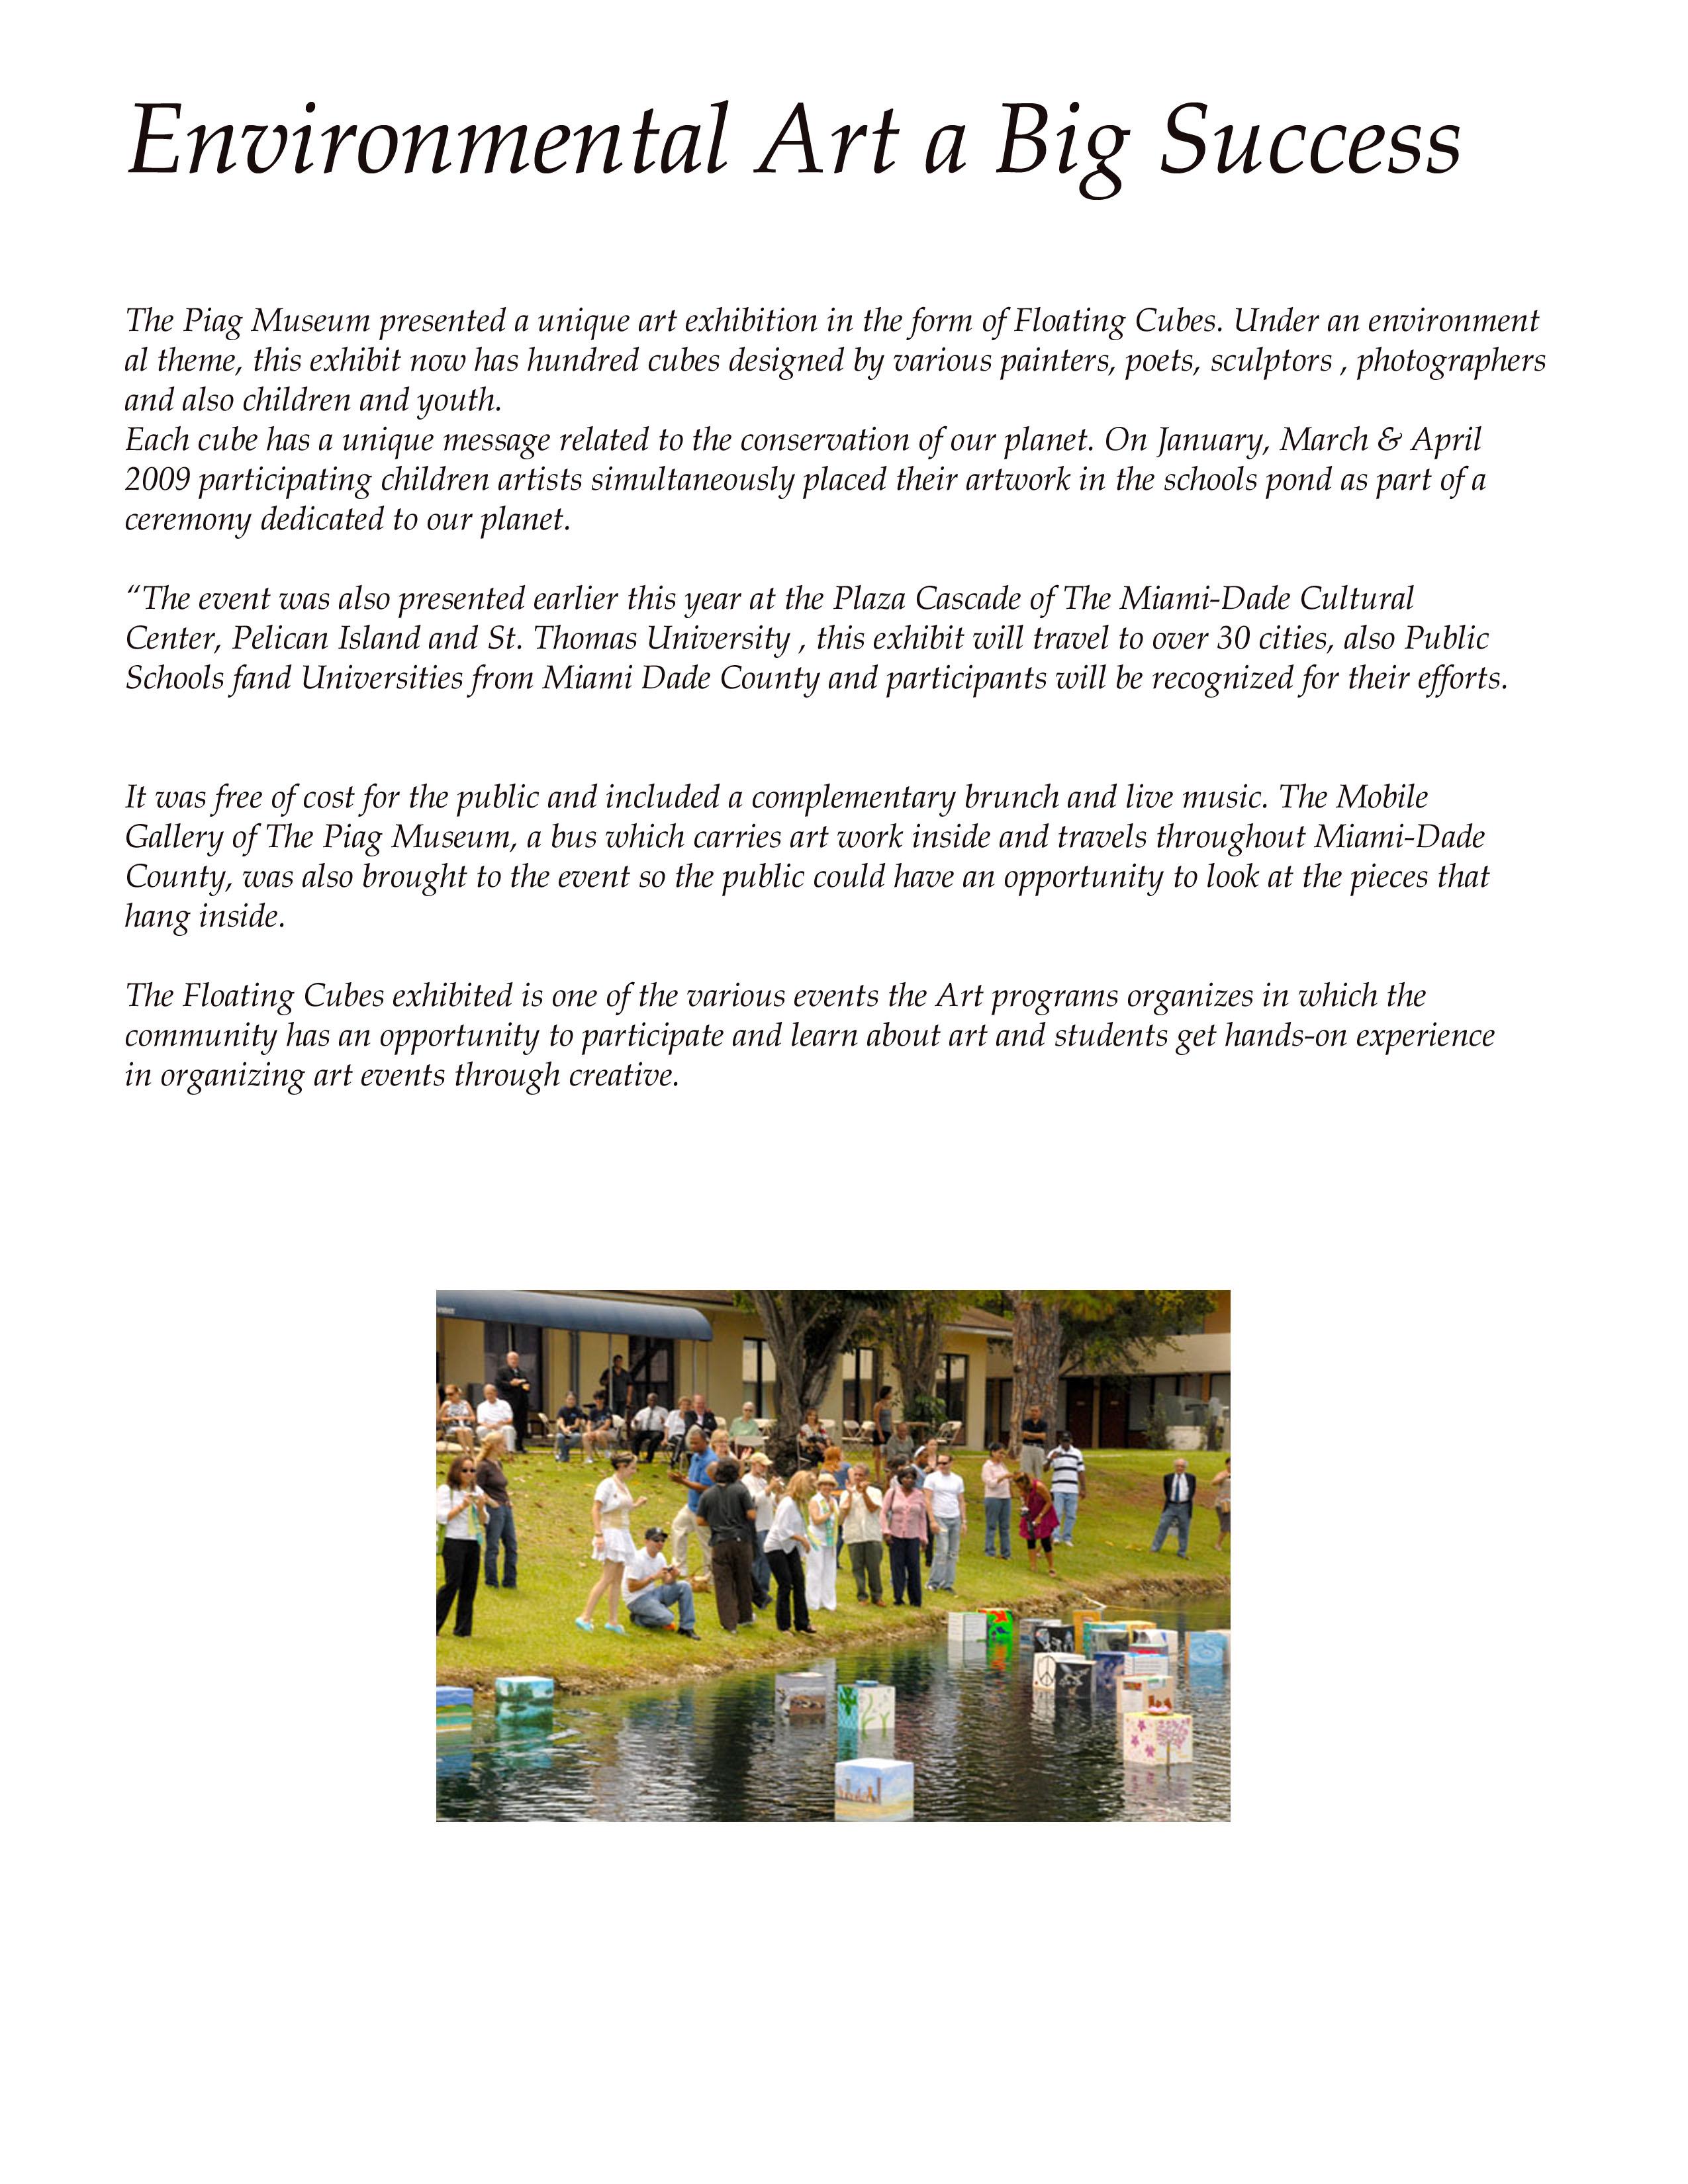 Environmental Art a Big Success
The Piag Museum presented a unique art exhibition in the form of Floating Cubes. Under an environment
al theme, this exhibit now has hundred cubes designed by various painters, poets, sculptors , photographers
and also children and youth.
Each cube has a unique message related to the conservation of our planet. On January, March & April
2009 participating children artists simultaneously placed their artwork in the schools pond as part of a
ceremony dedicated to our planet.
“The event was also presented earlier this year at the Plaza Cascade of The Miami-Dade Cultural
Center, Pelican Island and St. Thomas University , this exhibit will travel to over 30 cities, also Public
Schools fand Universities from Miami Dade County and participants will be recognized for their efforts.
It was free of cost for the public and included a complementary brunch and live music. The Mobile
Gallery of The Piag Museum, a bus which carries art work inside and travels throughout Miami-Dade
County, was also brought to the event so the public could have an opportunity to look at the pieces that
hang inside.
The Floating Cubes exhibited is one of the various events the Art programs organizes in which the
community has an opportunity to participate and learn about art and students get hands-on experience
in organizing art events through creative.